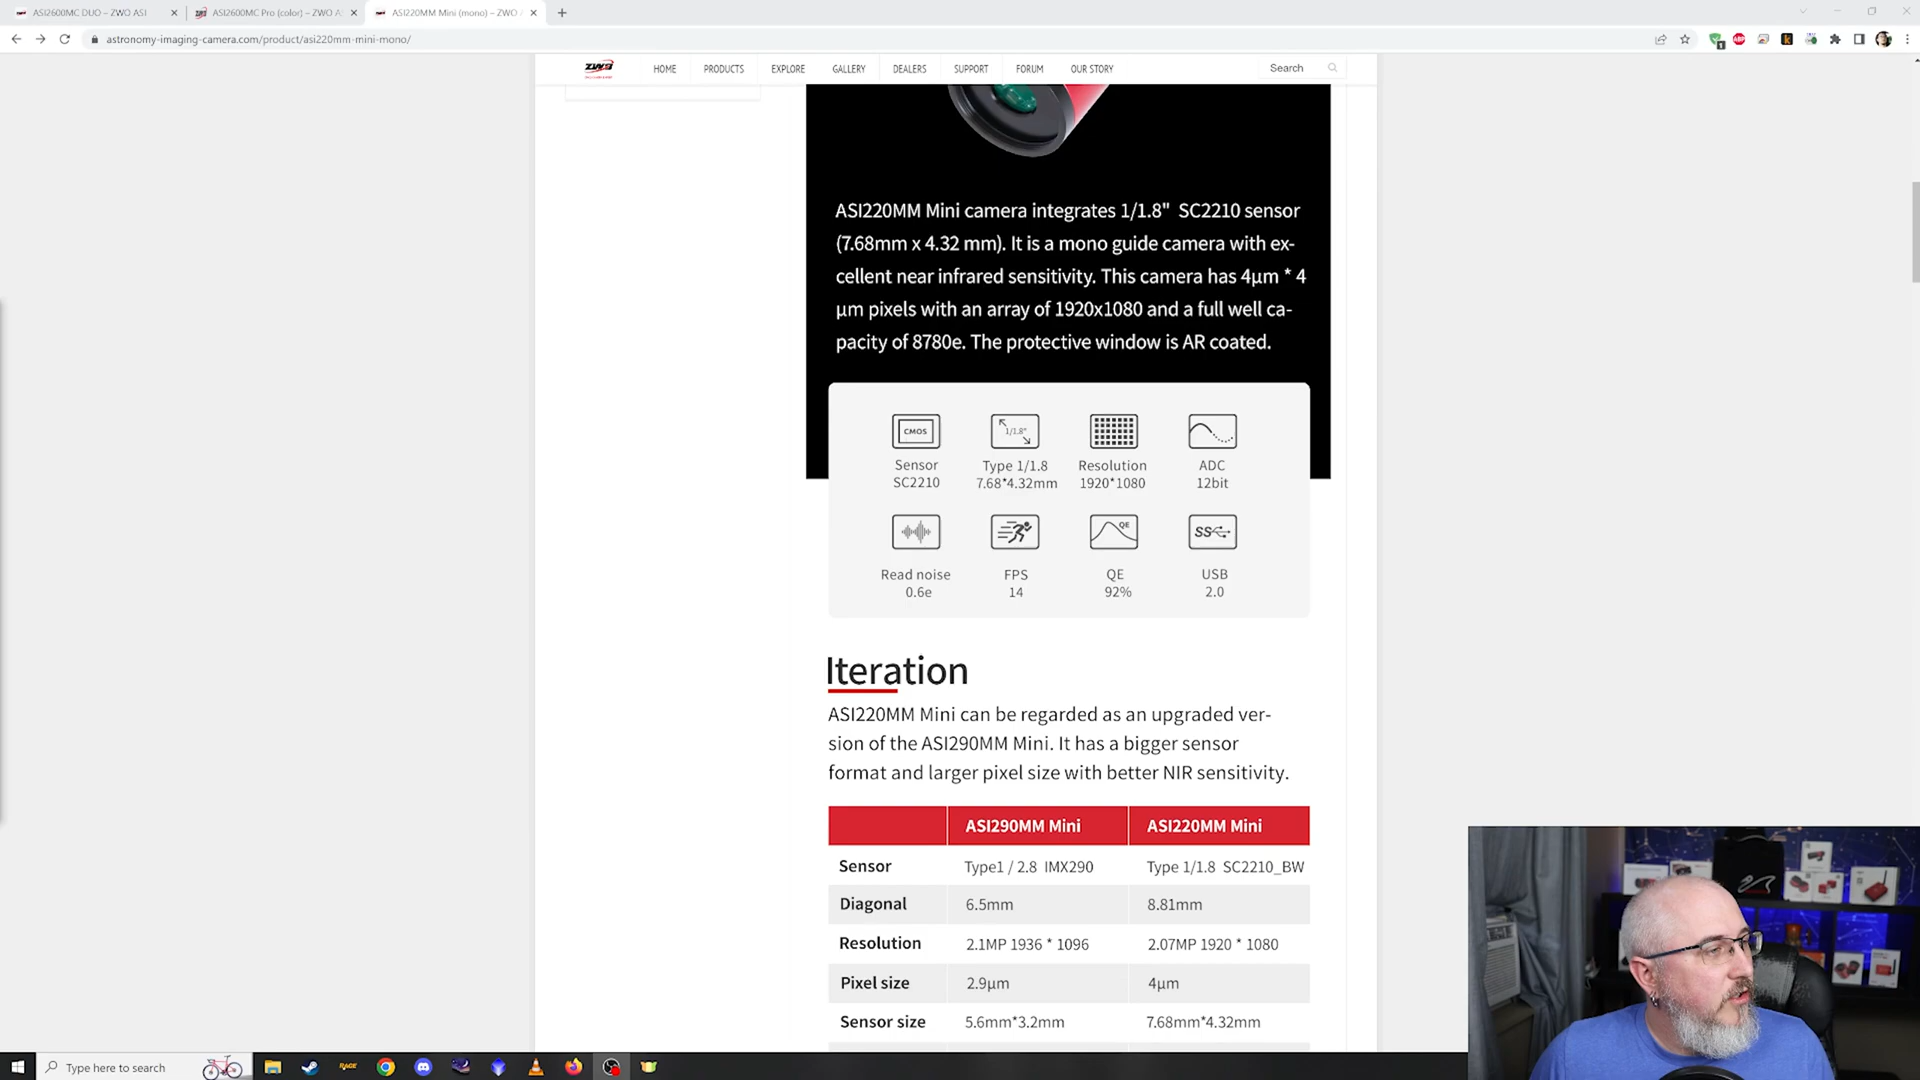 ASI2600MC DUO – ZWO ASI
ASI2600MC Pro (color) – ZWO A
ASI220MM Mini (mono) – ZWO
astronomy-imaging-camera.com/product/asi220mm-mini-mono/
ZWO
HOME
PRODUCTS
EXPLORE
GALLERY
DEALERS
SUPPORT
FORUM
OUR STORY
Search
ASI220MM Mini camera integrates 1/1.8" SC2210 sensor
(7.68mm x 4.32 mm). It is a mono guide camera with ex-
cellent near infrared sensitivity. This camera has 4µm * 4
µm pixels with an array of 1920x1080 and a full well ca-
pacity of 8780e. The protective window is AR coated.
CMOS
1/1.8"
Sensor
SC2210
Type 1/1.8
7.68*4.32mm
Resolution
1920*1080
ADC
12bit
QE
SS
Read noise
0.6e
FPS
14
QE
92%
USB
2.0
Iteration
ASI220MM Mini can be regarded as an upgraded ver-
sion of the ASI290MM Mini. It has a bigger sensor
format and larger pixel size with better NIR sensitivity.
ASI290MM Mini ASI220MM Mini
Sensor Type1 / 2.8 IMX290 Type 1/1.8 SC2210_BW
Diagonal 6.5mm 8.81mm
Resolution 2.1MP 1936 * 1096 2.07MP 1920 * 1080
Pixel size 2.9µm 4µm
Sensor size 5.6mm*3.2mm 7.68mm*4.32mm
Type here to search
RAGE